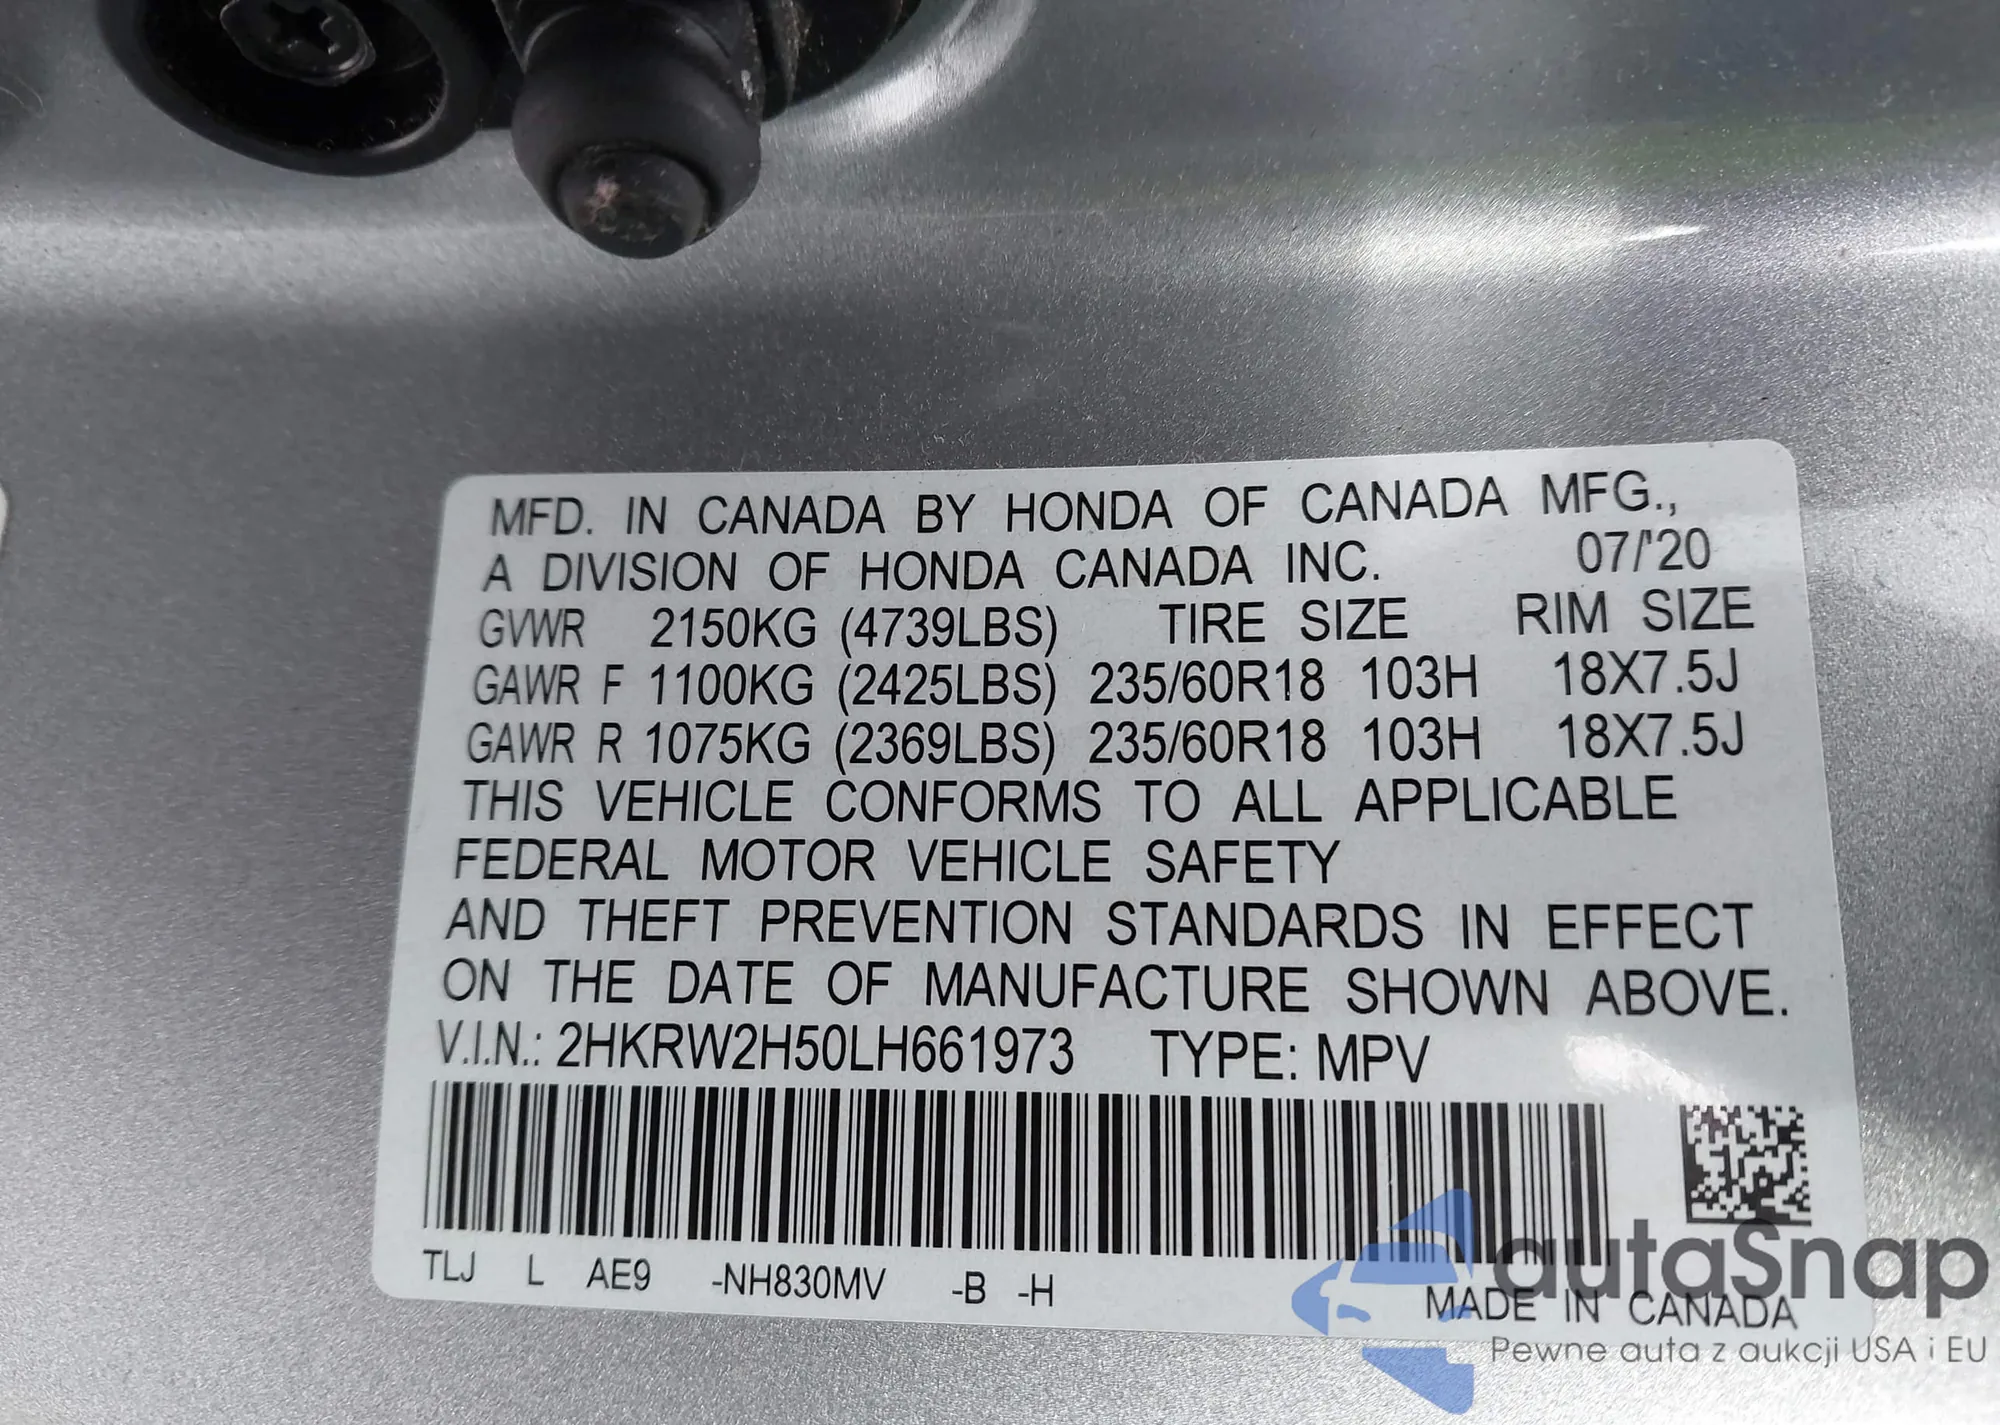 MFD. IN CANADA BY HONDA OF CANADA MFG.,
A DIVISION OF HONDA CANADA INC. 07/'20
GVWR 2150KG (4739LBS) TIRE SIZE RIM SIZE
GAWR F 1100KG (2425LBS) 235/60R18 103H 18X7.5J
GAWR R 1075KG (2369LBS) 235/60R18 103H 18X7.5J
THIS VEHICLE CONFORMS TO ALL APPLICABLE
FEDERAL MOTOR VEHICLE SAFETY
AND THEFT PREVENTION STANDARDS IN EFFECT
ON THE DATE OF MANUFACTURE SHOWN ABOVE.
V.I.N.: 2HKRW2H50LH661973 TYPE: MPV
TLJ L AE9 -NH830MV -B -H
MADE IN CANADA
autaSnap
Pewne auta z aukcji USA i EU